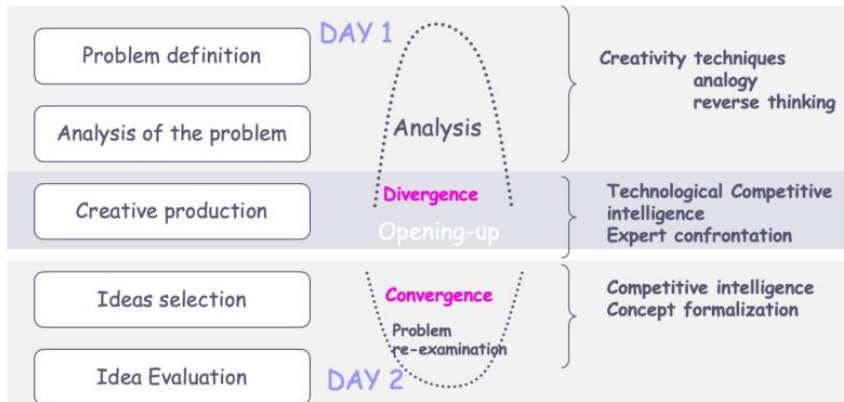 DAY 1
Problem definition
Creativity techniques
analogy
reverse thinking
Analysis of the problem
Analysis
Divergence
Creative production
Opening-up
Technological Competitive
intelligence
Expert confrontation
Ideas selection
Convergence
Competitive intelligence
Concept formalization
Problem
re-examination
Idea Evaluation
DAY 2